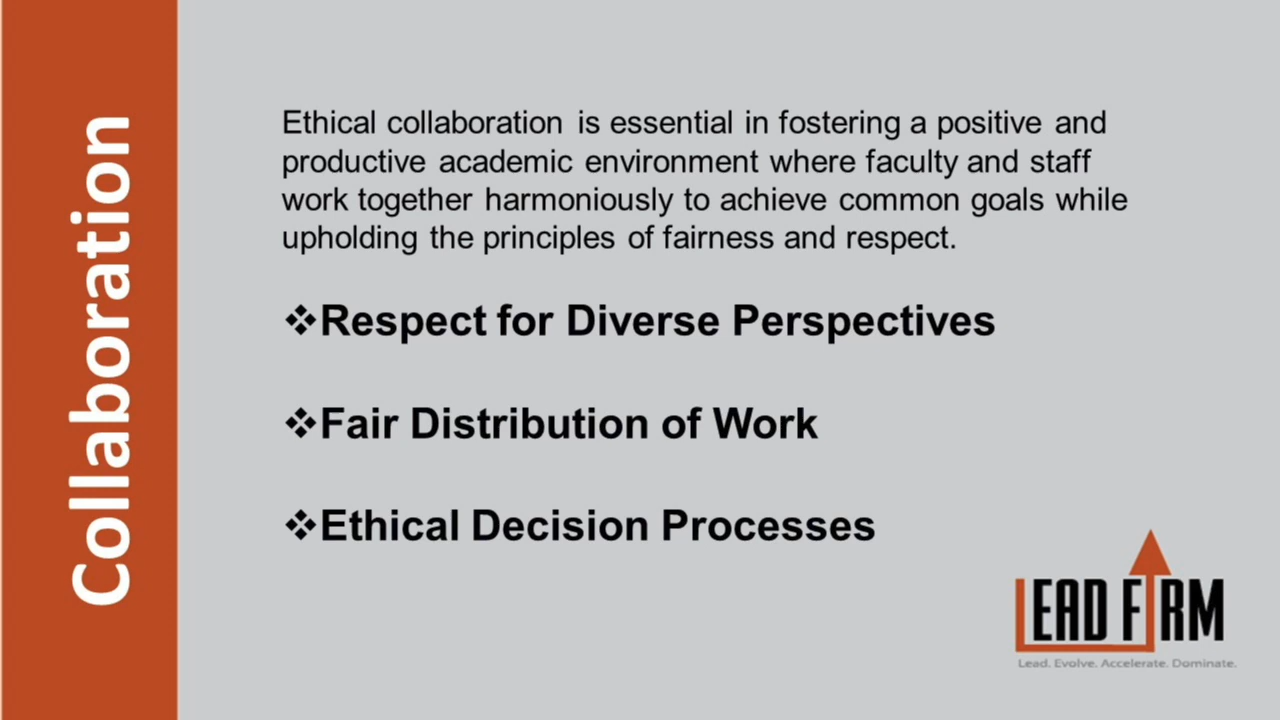 Collaboration
Ethical collaboration is essential in fostering a positive and
productive academic environment where faculty and staff
work together harmoniously to achieve common goals while
upholding the principles of fairness and respect.
❖Respect for Diverse Perspectives
❖Fair Distribution of Work
❖Ethical Decision Processes
LEAD FIRM
Lead. Evolve. Accelerate. Dominate.